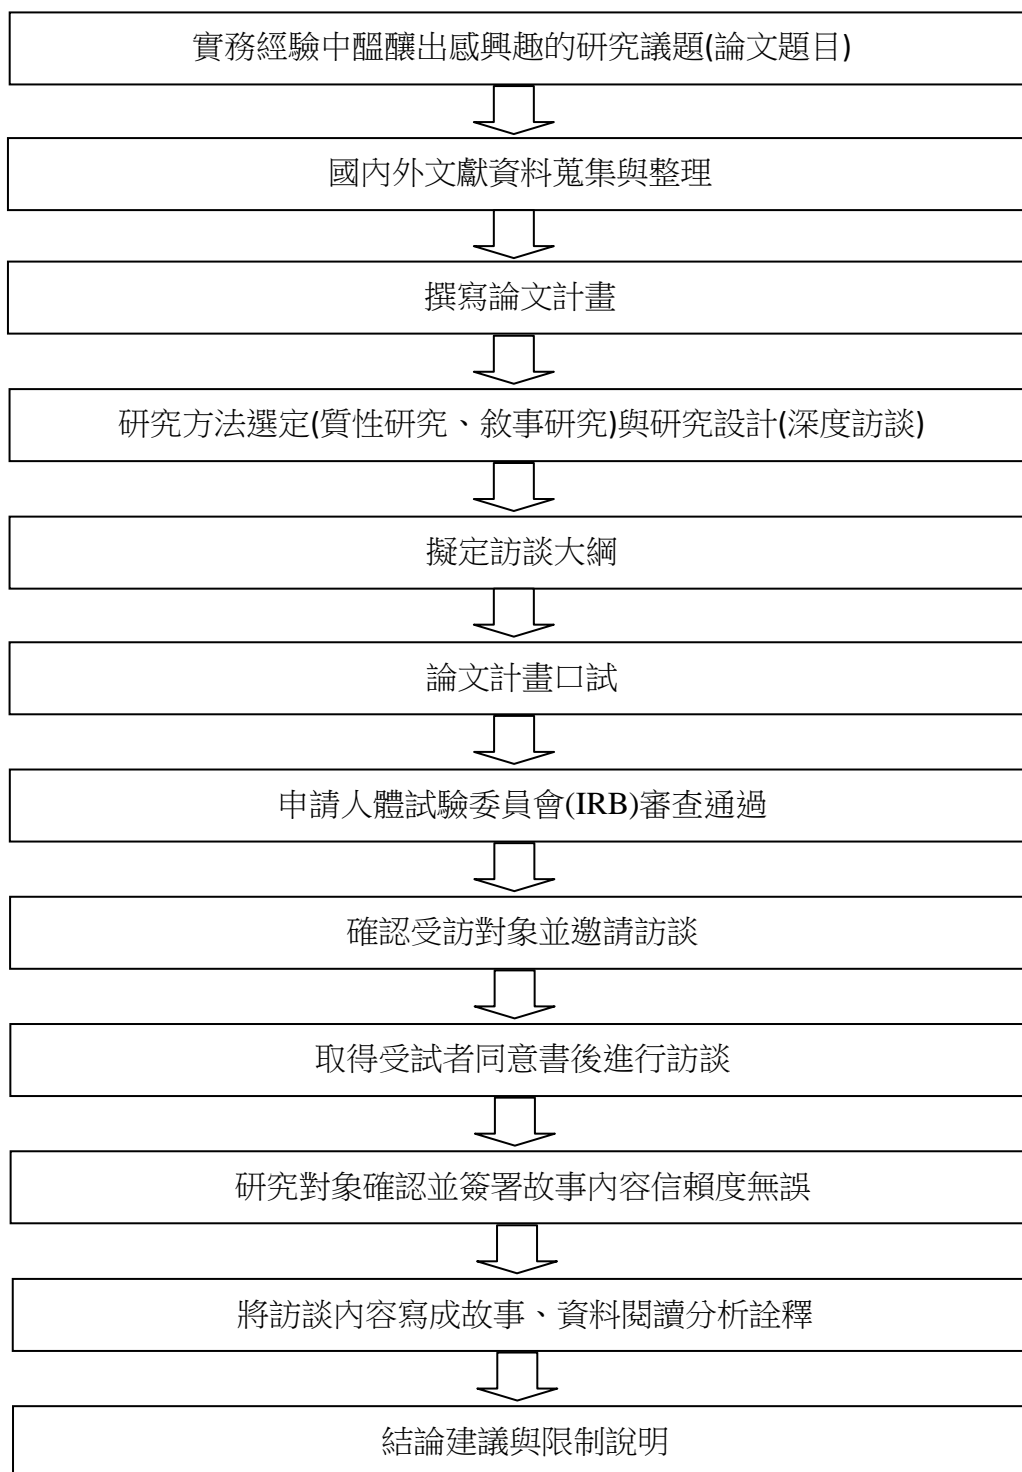 實務經驗中醞釀出感興趣的研究議題(論文題目)
國內外文獻資料蒐集與整理
撰寫論文計畫
研究方法選定(質性研究、敘事研究)與研究設計(深度訪談)
擬定訪談大綱
論文計畫口試
申請人體試驗委員會(IRB)審查通過
確認受訪對象並邀請訪談
取得受試者同意書後進行訪談
研究對象確認並簽署故事內容信賴度無誤
將訪談內容寫成故事、資料閱讀分析詮釋
結論建議與限制說明